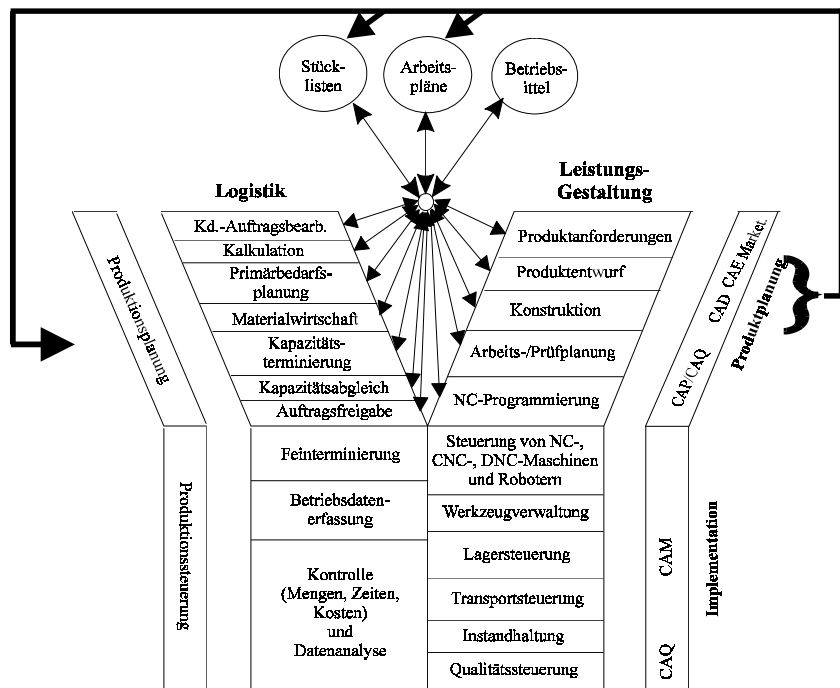 Stück-
listen
Arbeits-
pläne
Betriebs-
ittel
Logistik
Leistungs-
Gestaltung
Kd.-Auftragsbearb.
Kalkulation
Primärbedarfs-
planung
Materialwirtschaft
Kapazitäts-
terminierung
Kapazitätsabgleich
Auftragsfreigabe
Produktanforderungen
Produktentwurf
Konstruktion
Arbeits-/Prüfplanung
NC-Programmierung
Produktionsplanung
CAP/CAQ CAD CAE Market.
Produktplanung
Feinterminierung
Betriebsdaten-
erfassung
Kontrolle
(Mengen, Zeiten,
Kosten)
und
Datenanalyse
Steuerung von NC-,
CNC-, DNC-Maschinen
und Robotern
Werkzeugverwaltung
Lagersteuerung
Transportsteuerung
Instandhaltung
Qualitätssteuerung
Produktionssteuerung
CAQ CAM
Implementation